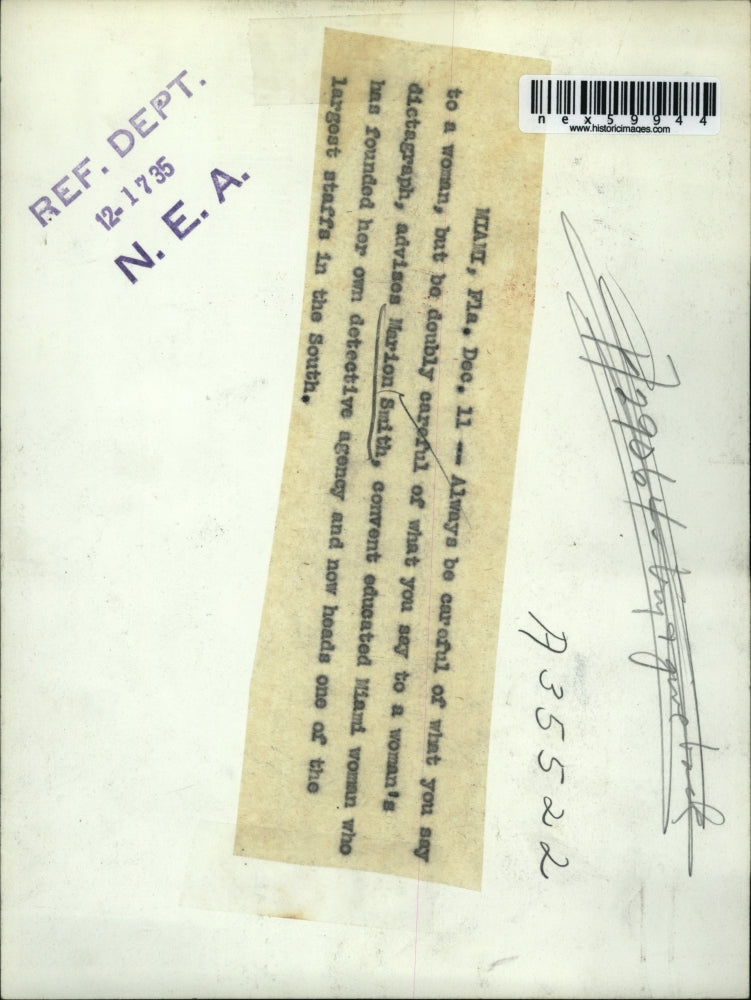 REF. DEPT.
12-17 35
N. E. A.
nex59944
www.historicimages.com
MIAMI, Fla. Dec. 11 -- Always be careful of what you say
to a woman, but be doubly careful of what you say to a woman's
dictagraph, advises Marion Smith, convent educated Miami woman who
has founded her own detective agency and now heads one of the
largest staffs in the South.
A35522